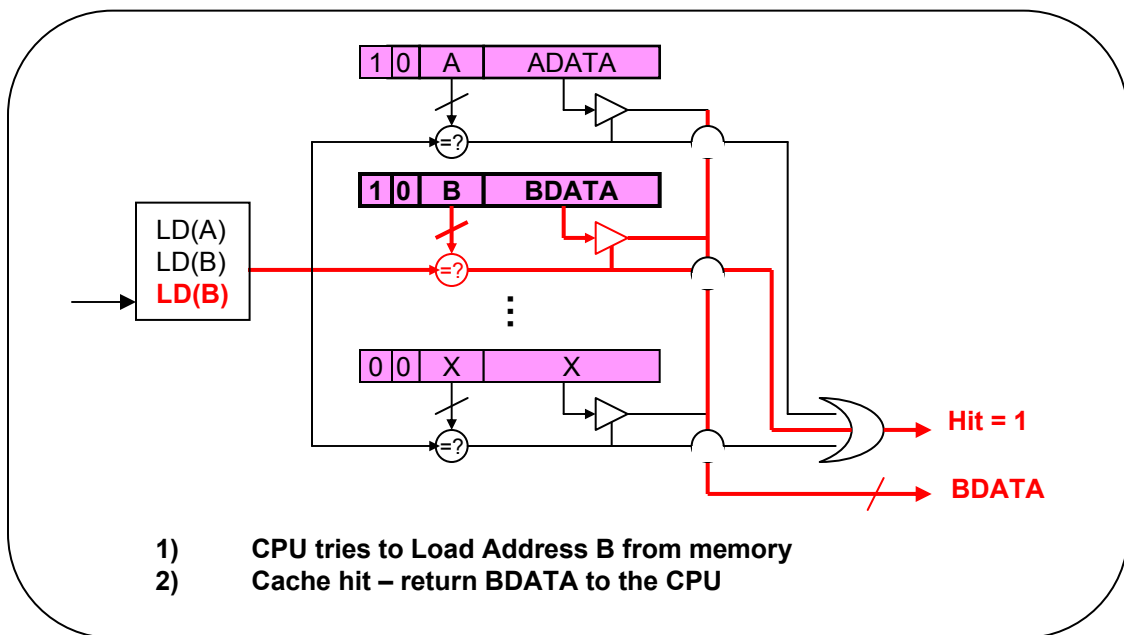 1 0 A ADATA
=?
1 0 B BDATA
LD(A)
LD(B)
LD(B)
=?
0 0 X X
=?
Hit = 1
BDATA
1) CPU tries to Load Address B from memory
2) Cache hit – return BDATA to the CPU